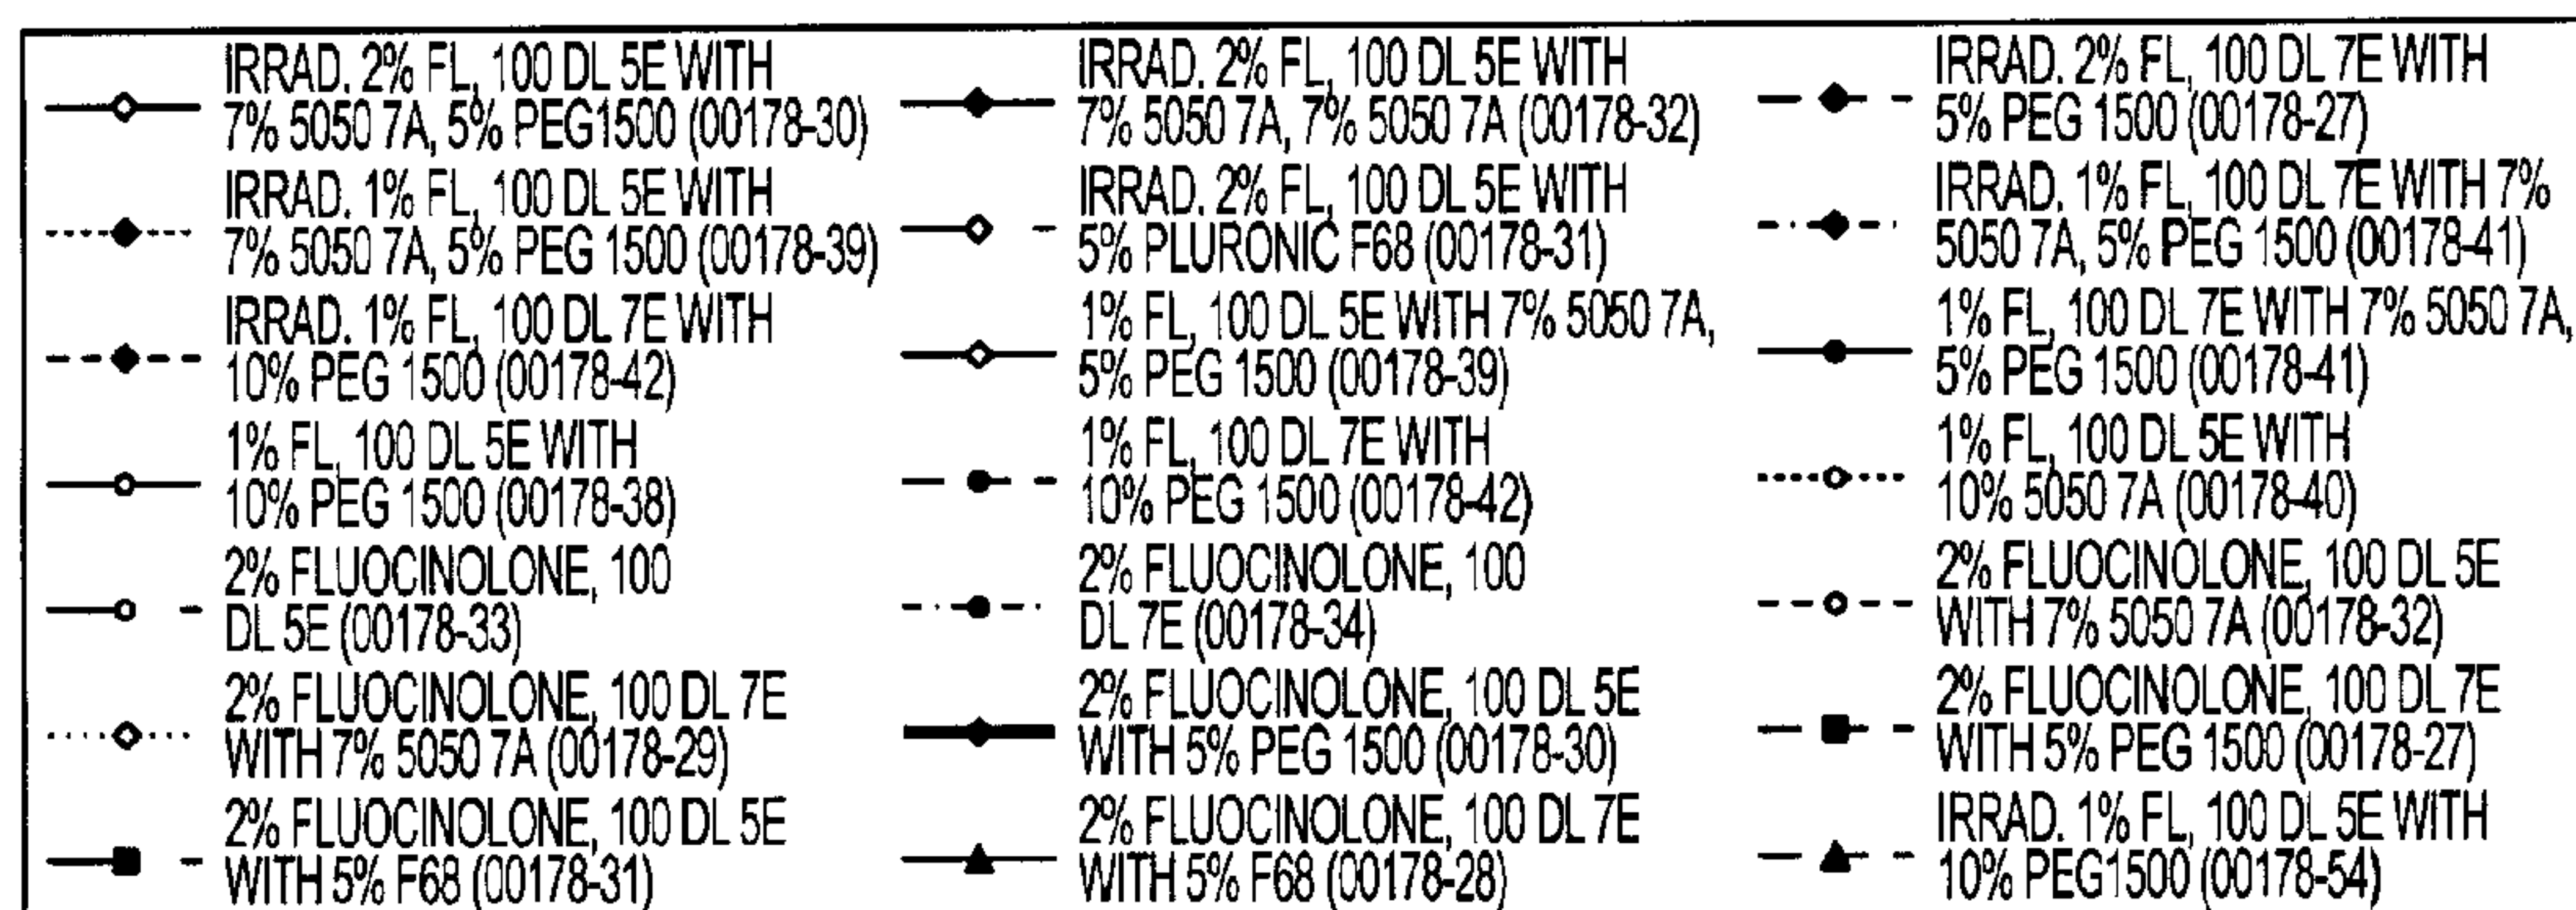 IRRAD. 2% FL, 100 DL 5E WITH
7% 5050 7A, 5% PEG1500 (00178-30)
IRRAD. 2% FL, 100 DL 5E WITH
7% 5050 7A, 7% 5050 7A (00178-32)
IRRAD. 2% FL, 100 DL 7E WITH
5% PEG 1500 (00178-27)
IRRAD. 1% FL, 100 DL 5E WITH
7% 5050 7A, 5% PEG 1500 (00178-39)
IRRAD. 2% FL, 100 DL 5E WITH
5% PLURONIC F68 (00178-31)
IRRAD. 1% FL, 100 DL 7E WITH 7%
5050 7A, 5% PEG 1500 (00178-41)
IRRAD. 1% FL, 100 DL 7E WITH
10% PEG 1500 (00178-42)
1% FL, 100 DL 5E WITH 7% 5050 7A,
5% PEG 1500 (00178-39)
1% FL, 100 DL 7E WITH 7% 5050 7A,
5% PEG 1500 (00178-41)
1% FL, 100 DL 5E WITH
10% PEG 1500 (00178-38)
1% FL, 100 DL 7E WITH
10% PEG 1500 (00178-42)
1% FL, 100 DL 5E WITH
10% 5050 7A (00178-40)
2% FLUOCINOLONE, 100
DL 5E (00178-33)
2% FLUOCINOLONE, 100
DL 7E (00178-34)
2% FLUOCINOLONE, 100 DL 5E
WITH 7% 5050 7A (00178-32)
2% FLUOCINOLONE, 100 DL 7E
WITH 7% 5050 7A (00178-29)
2% FLUOCINOLONE, 100 DL 5E
WITH 5% PEG 1500 (00178-30)
2% FLUOCINOLONE, 100 DL 7E
WITH 5% PEG 1500 (00178-27)
2% FLUOCINOLONE, 100 DL 5E
WITH 5% F68 (00178-31)
2% FLUOCINOLONE, 100 DL 7E
WITH 5% F68 (00178-28)
IRRAD. 1% FL, 100 DL 5E WITH
10% PEG1500 (00178-54)